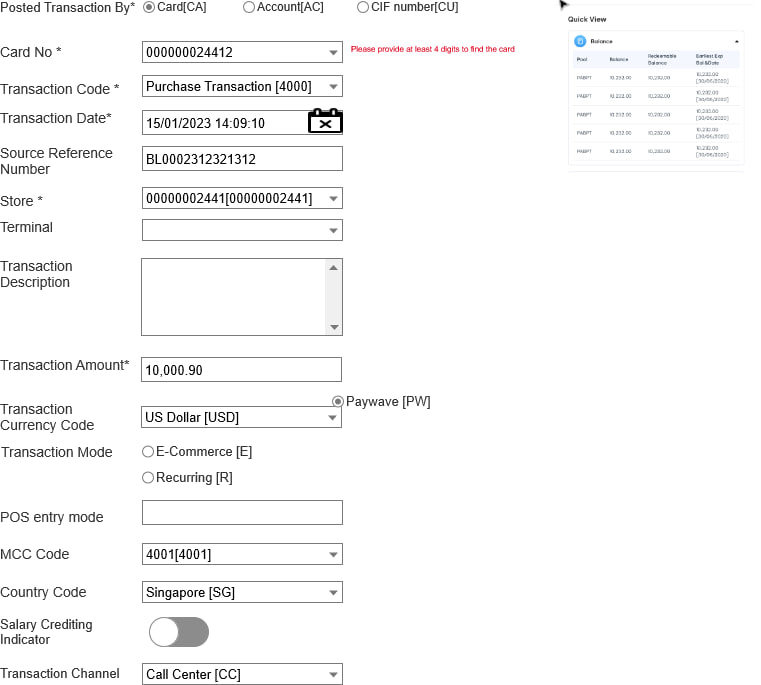 Posted Transaction By* Card[CA] Account[AC] CIF number[CU]
Card No * 000000024412 Please provide at least 4 digits to find the card
Transaction Code * Purchase Transaction [4000]
Transaction Date* 15/01/2023 14:09:10
Source Reference
Number BL0002312321312
Store * 00000002441[00000002441]
Terminal
Transaction
Description
Transaction Amount* 10,000.90
Paywave [PW]
Transaction
Currency Code US Dollar [USD]
Transaction Mode E-Commerce [E]
Recurring [R]
POS entry mode
MCC Code 4001[4001]
Country Code Singapore [SG]
Salary Crediting
Indicator
Transaction Channel Call Center [CC]
Quick View
Balance
Pool Balance Redeemable
Balance Earliest Exp
Bal &Date
PABPT 10,232.00 10,232.00 10,232.00
[30/06/2020]
PABPT 10,232.00 10,232.00 10,232.00
[30/06/2020]
PABPT 10,232.00 10,232.00 10,232.00
[30/06/2020]
PABPT 10,232.00 10,232.00 10,232.00
[30/06/2020]
PABPT 10,232.00 10,232.00 10,232.00
[30/06/2020]